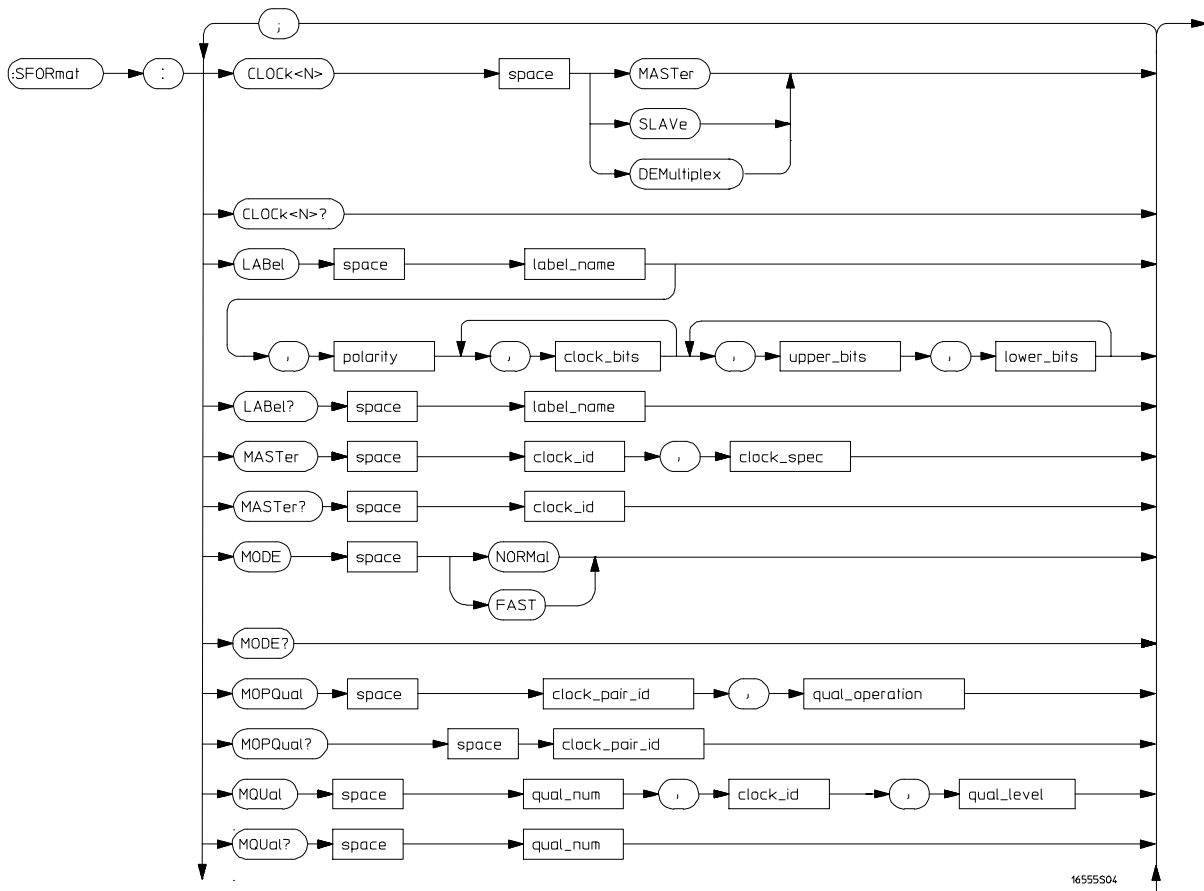 ;
:SFORmat : CLOCk<N> space MASTer
SLAVe
DEMultiplex
CLOCk<N>?
LABel space label_name
, polarity , clock_bits , upper_bits , lower_bits
LABel? space label_name
MASTer space clock_id , clock_spec
MASTer? space clock_id
MODE space NORMal
FAST
MODE?
MOPQual space clock_pair_id , qual_operation
MOPQual? space clock_pair_id
MQUal space qual_num , clock_id , qual_level
MQUal? space qual_num
16555S04